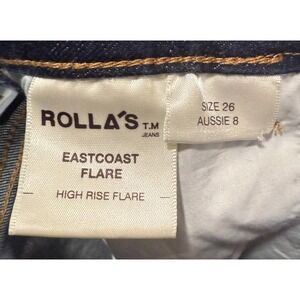 ROLLA'S T.M
JEANS
EASTCOAST
FLARE
HIGH RISE FLARE
SIZE 26
AUSSIE 8